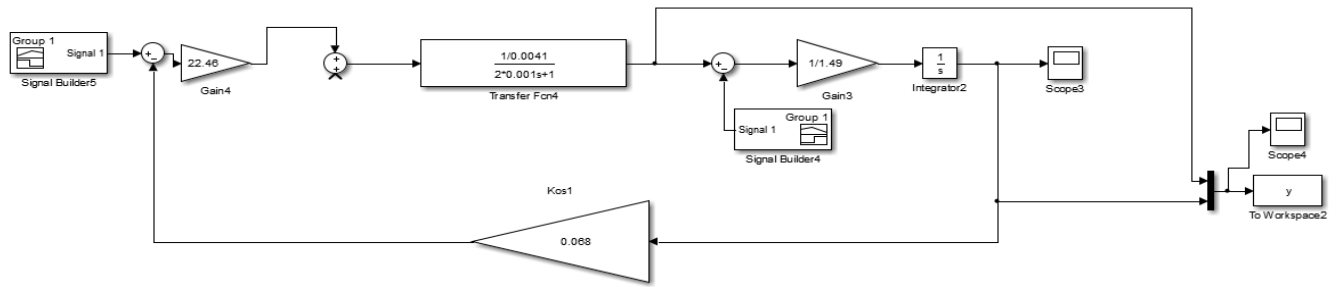 Group 1
Signal 1
Signal Builder5
+
−
22.46
Gain4
+
+
1/0.0041
2*0.001s+1
Transfer Fcn4
+
−
Group 1
Signal 1
Signal Builder4
1/1.49
Gain3
1
s
Integrator2
Scope3
Scope4
y
To Workspace2
Kos1
0.068